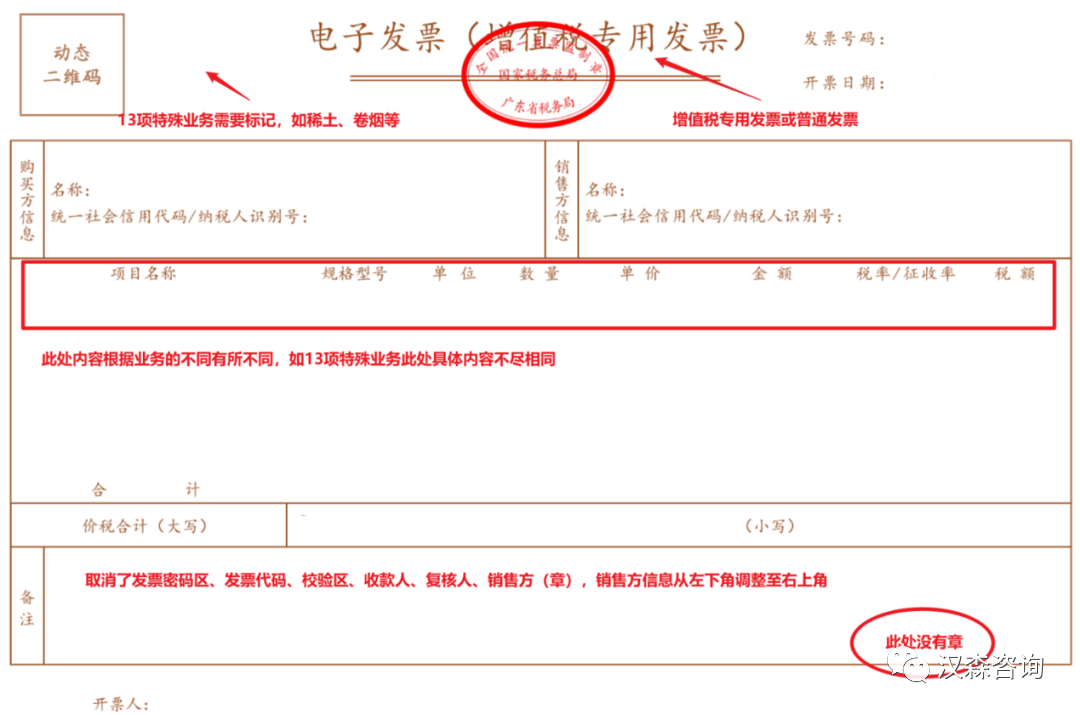 动态
二维码
电子发票（增值税专用发票）
全国统一发票监制章
国家税务总局
广东省税务局
发票号码：
开票日期：
13项特殊业务需要标记，如稀土、卷烟等
增值税专用发票或普通发票
购买方信息
名称：
统一社会信用代码/纳税人识别号：
销售方信息
名称：
统一社会信用代码/纳税人识别号：
项目名称 规格型号 单 位 数 量 单 价 金 额 税率/征收率 税 额
此处内容根据业务的不同有所不同，如13项特殊业务此处具体内容不尽相同
合 计
价税合计（大写） （小写）
备注
取消了发票密码区、发票代码、校验区、收款人、复核人、销售方（章），销售方信息从左下角调整至右上角
此处没有章
汉森咨询
开票人：